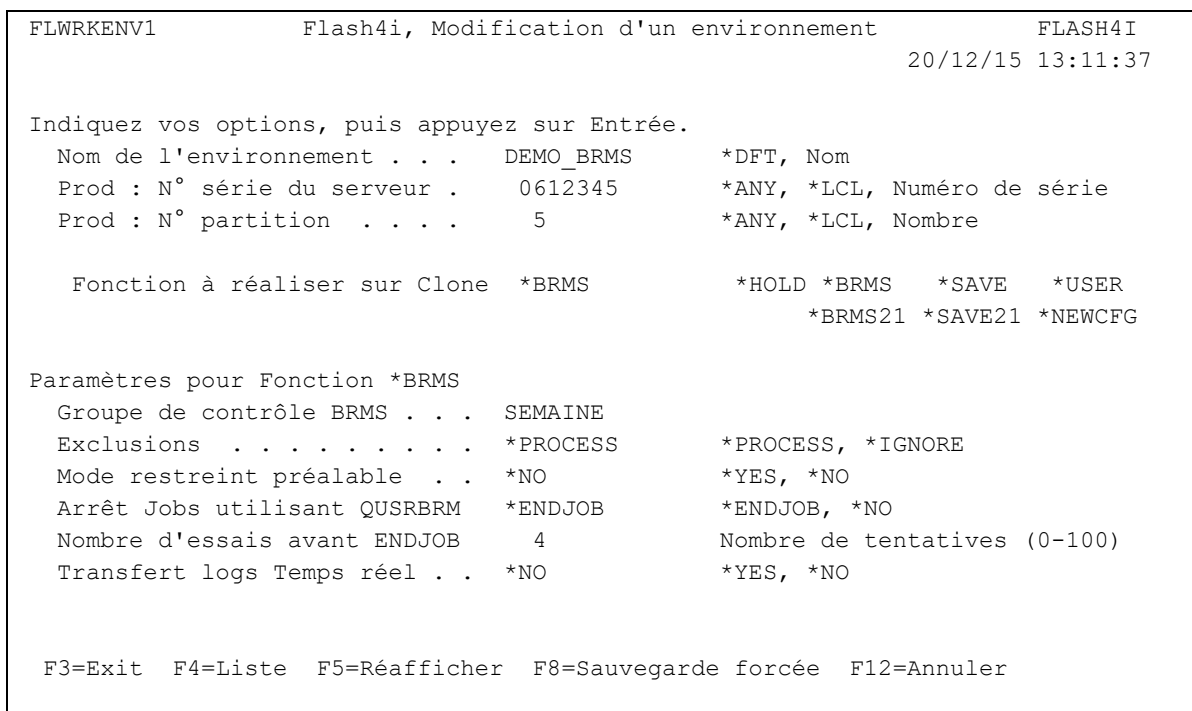 FLWRKENV1 Flash4i, Modification d'un environnement FLASH4I
20/12/15 13:11:37
Indiquez vos options, puis appuyez sur Entrée.
Nom de l'environnement . . . DEMO_BRMS *DFT, Nom
Prod : N° série du serveur . 0612345 *ANY, *LCL, Numéro de série
Prod : N° partition . . . . 5 *ANY, *LCL, Nombre
Fonction à réaliser sur Clone *BRMS *HOLD *BRMS *SAVE *USER
*BRMS21 *SAVE21 *NEWCFG
Paramètres pour Fonction *BRMS
Groupe de contrôle BRMS . . . SEMAINE
Exclusions . . . . . . . . . *PROCESS *PROCESS, *IGNORE
Mode restreint préalable . . *NO *YES, *NO
Arrêt Jobs utilisant QUSRBRM *ENDJOB *ENDJOB, *NO
Nombre d'essais avant ENDJOB 4 Nombre de tentatives (0-100)
Transfert logs Temps réel . . *NO *YES, *NO
F3=Exit F4=Liste F5=Réafficher F8=Sauvegarde forcée F12=Annuler